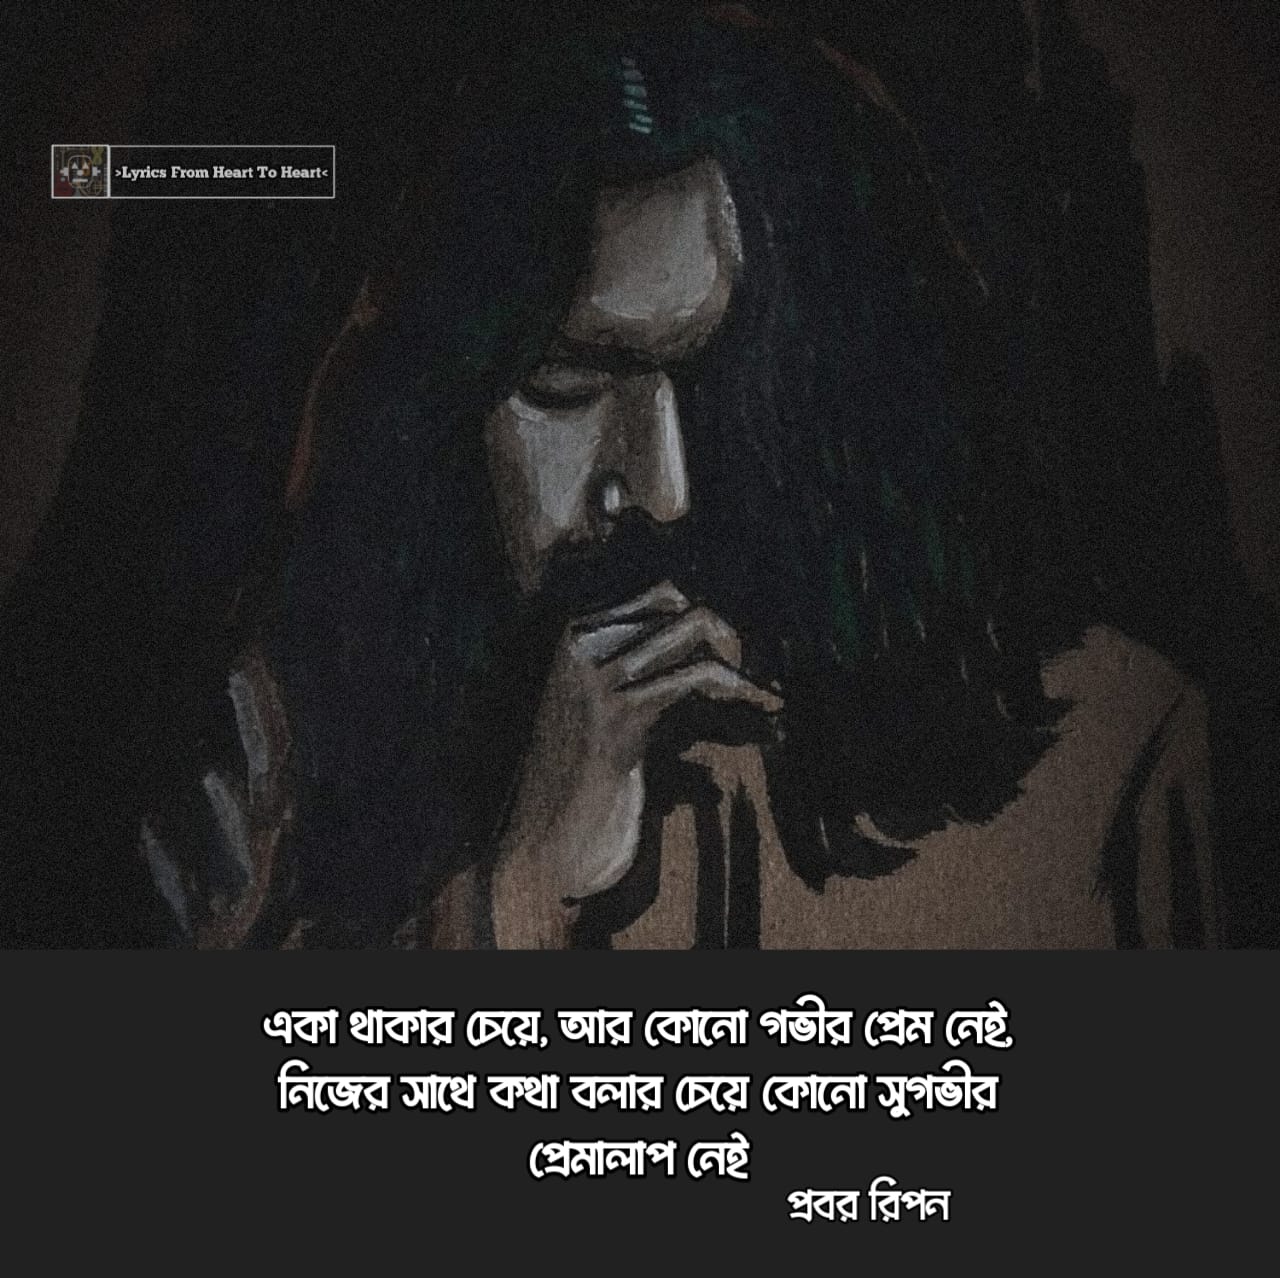 >Lyrics From Heart To Heart<
একা থাকার চেয়ে, আর কোনো গভীর প্রেম নেই,
নিজের সাথে কথা বলার চেয়ে কোনো সুগভীর
প্রেমালাপ নেই
প্রবর রিপন